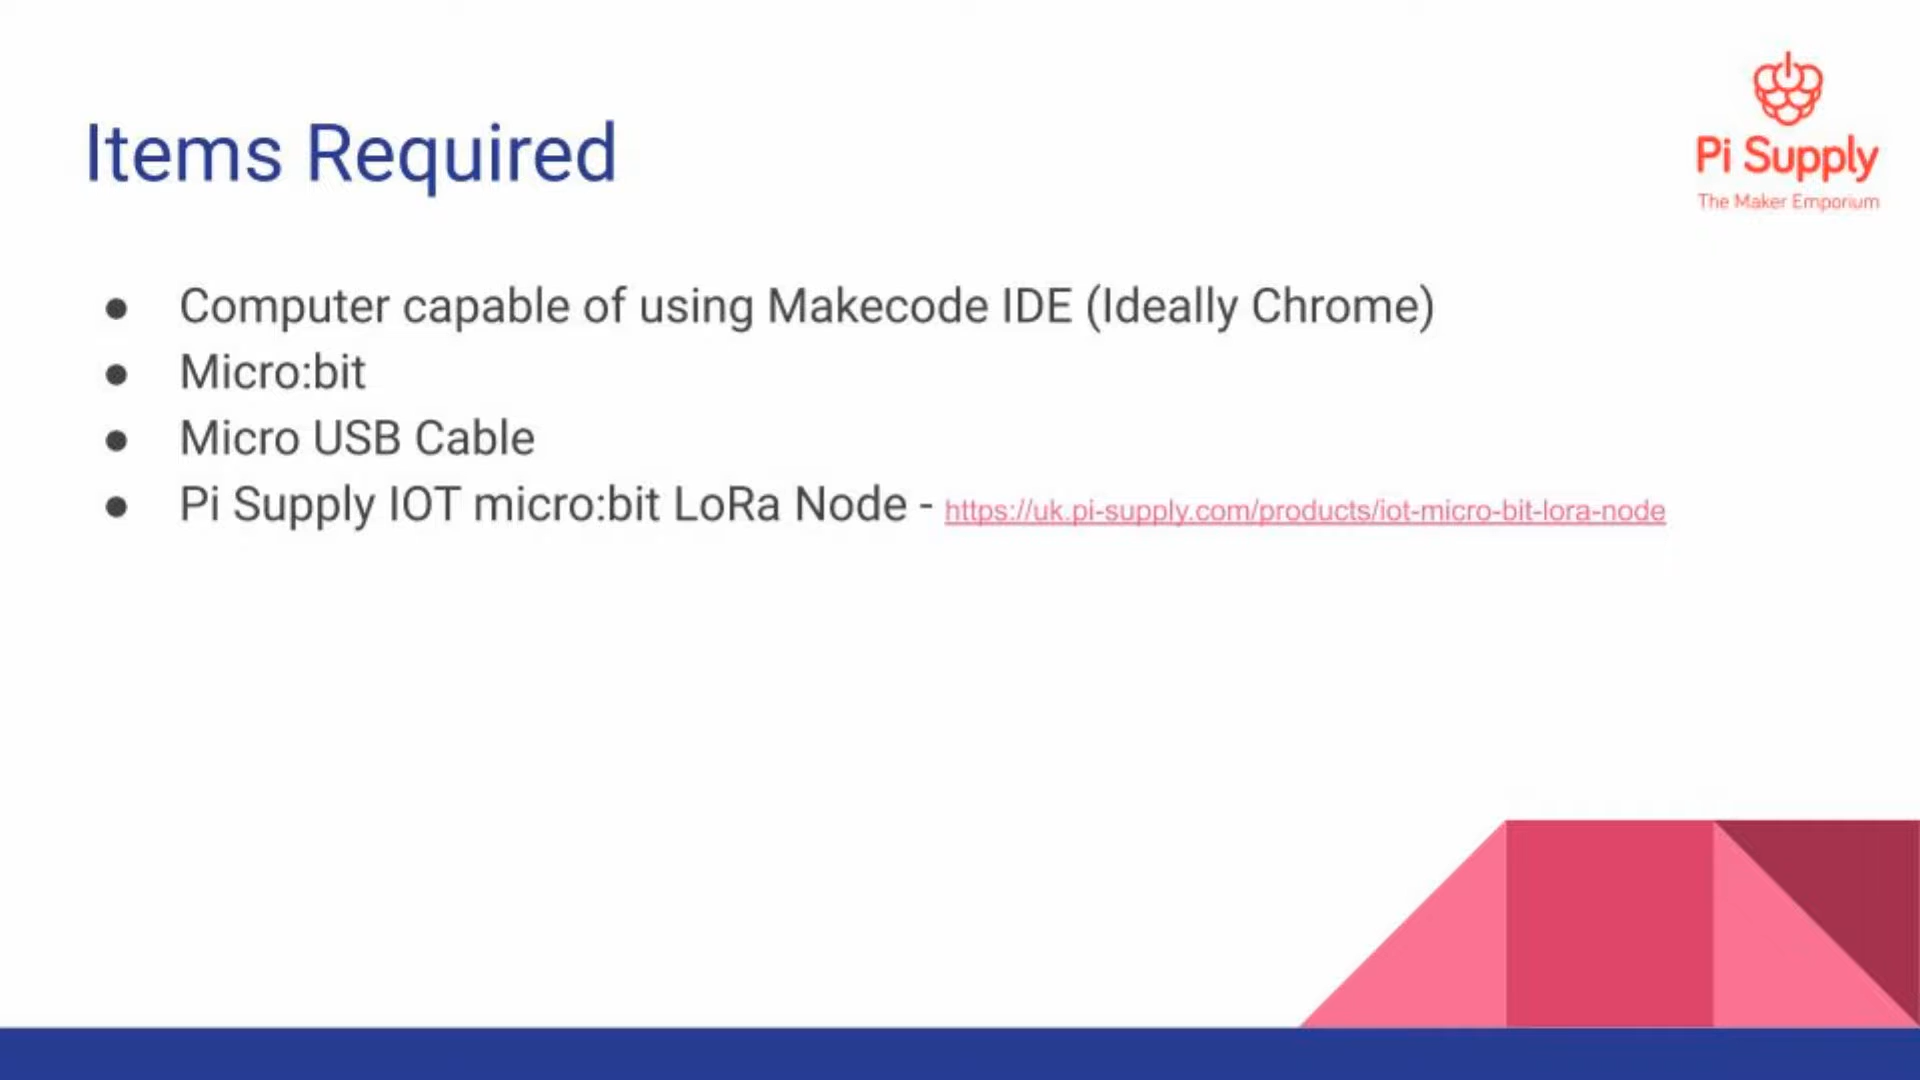 Items Required
Pi Supply
The Maker Emporium
● Computer capable of using Makecode IDE (Ideally Chrome)
● Micro:bit
● Micro USB Cable
● Pi Supply IOT micro:bit LoRa Node - https://uk.pi-supply.com/products/iot-micro-bit-lora-node